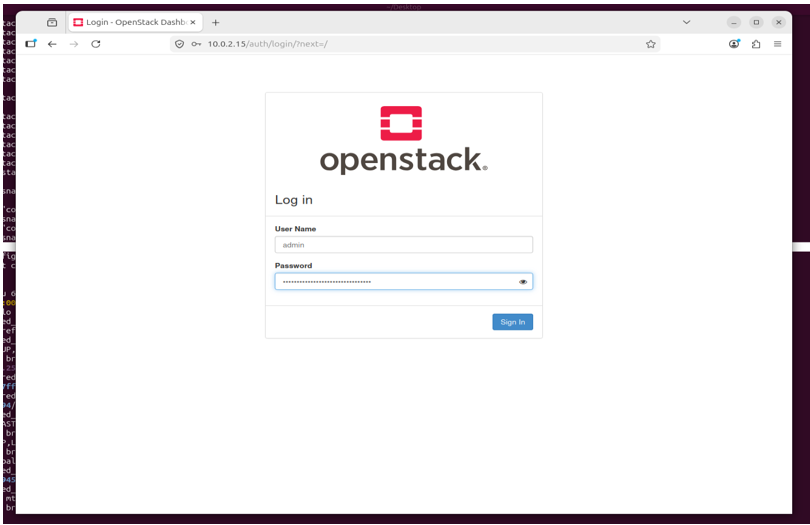 ~/Desktop
Login - OpenStack Dashb
10.0.2.15/auth/login/?next=/
openstack.
Log in
User Name
admin
Password
Sign In